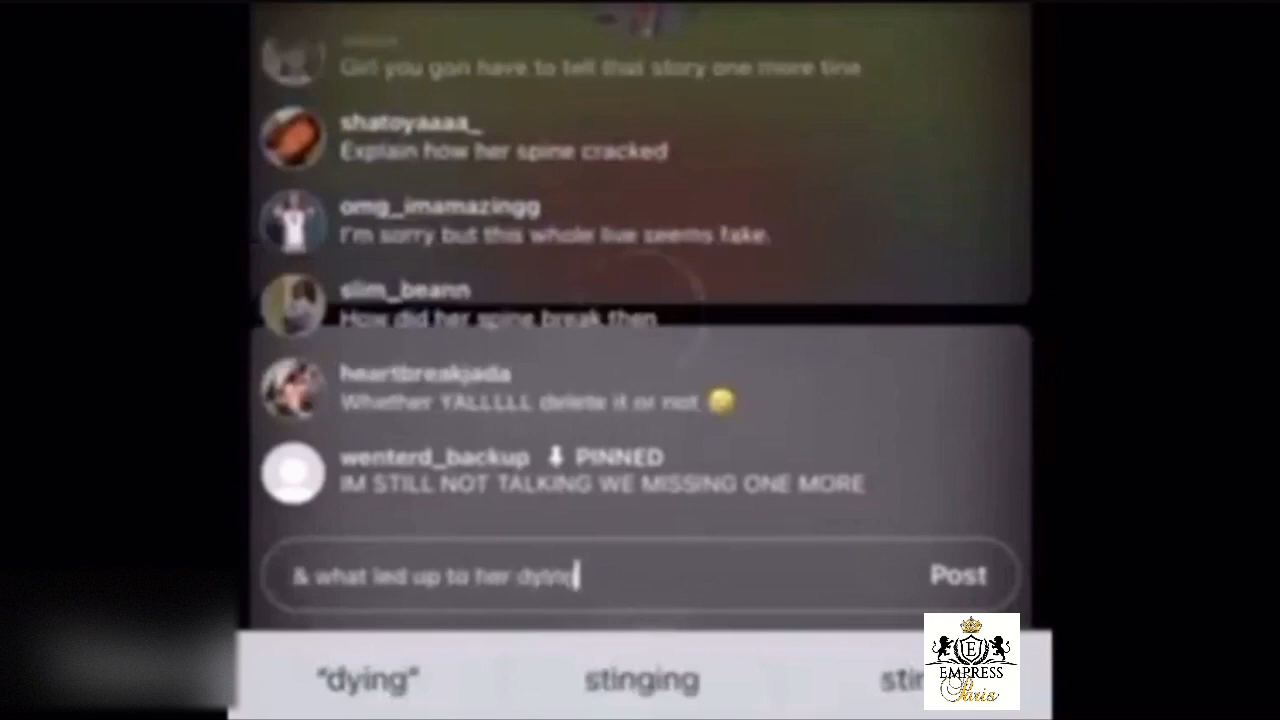 Girl you gon have to tell that story one more time
shatoyaaaa_
Explain how her spine cracked
omg_imamazingg
I'm sorry but this whole live seems fake.
slim_beann
How did her spine break then
heartbreakjada
Whether YALLLLL delete it or not
wenterd_backup PINNED
IM STILL NOT TALKING WE MISSING ONE MORE
& what led up to her dying
Post
"dying" stinging
E
EMPRESS
Paris